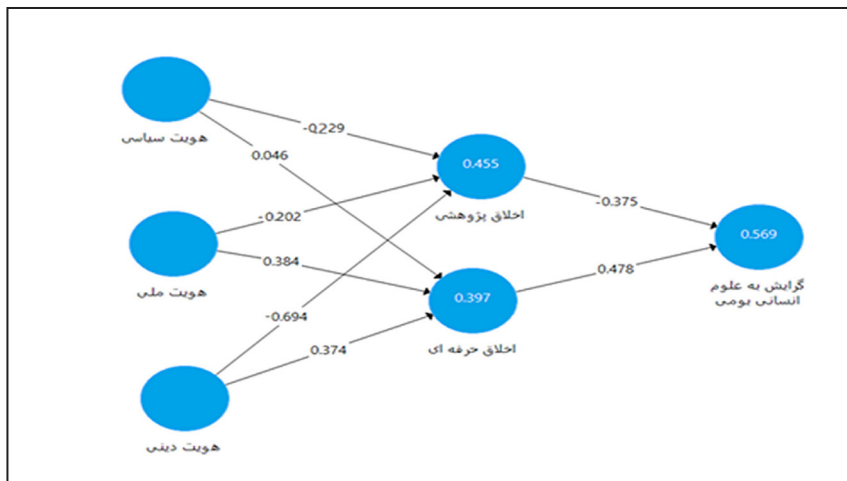 هویت سیاسی
-0.229
0.046
0.455
اخلاق پژوهشی
-0.375
-0.202
هویت ملی
0.384
0.569
گرایش به علوم
انسانی بومی
0.478
0.397
اخلاق حرفه ای
-0.694
0.374
هویت دینی